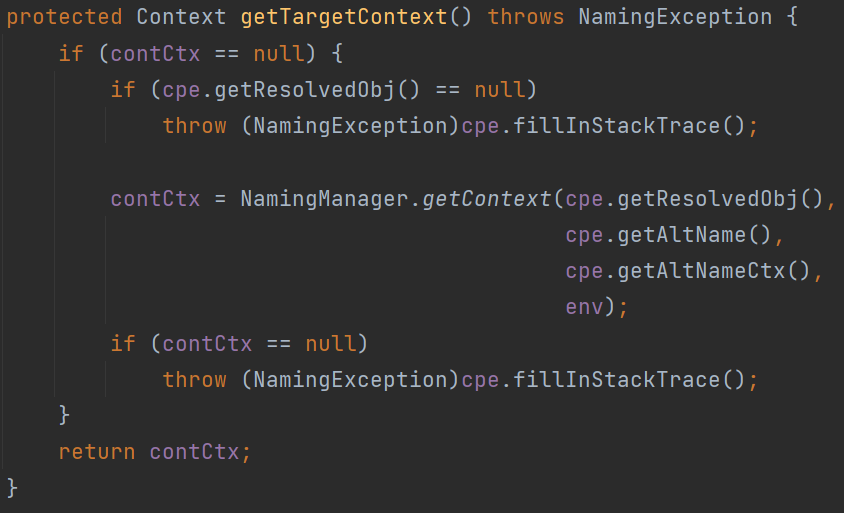 protected Context getTargetContext() throws NamingException {
    if (contCtx == null) {
        if (cpe.getResolvedObj() == null)
            throw (NamingException)cpe.fillInStackTrace();

        contCtx = NamingManager.getContext(cpe.getResolvedObj(),
                                           cpe.getAltName(),
                                           cpe.getAltNameCtx(),
                                           env);
        if (contCtx == null)
            throw (NamingException)cpe.fillInStackTrace();
    }
    return contCtx;
}